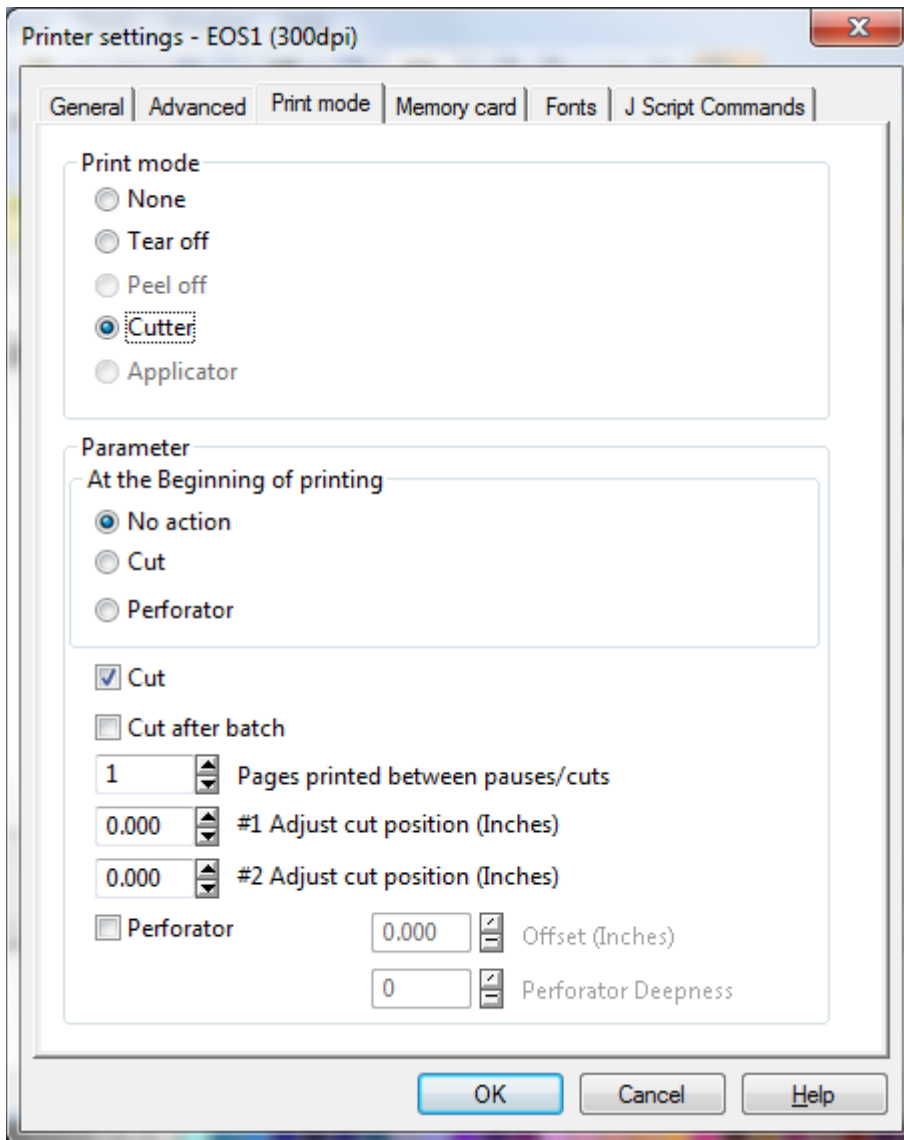 Printer settings - EOS1 (300dpi)
General Advanced Print mode Memory card Fonts J Script Commands
Print mode
None
Tear off
Peel off
Cutter
Applicator
Parameter
At the Beginning of printing
No action
Cut
Perforator
Cut
Cut after batch
1 Pages printed between pauses/cuts
0.000 #1 Adjust cut position (Inches)
0.000 #2 Adjust cut position (Inches)
Perforator 0.000 Offset (Inches)
0 Perforator Deepness
OK Cancel Help